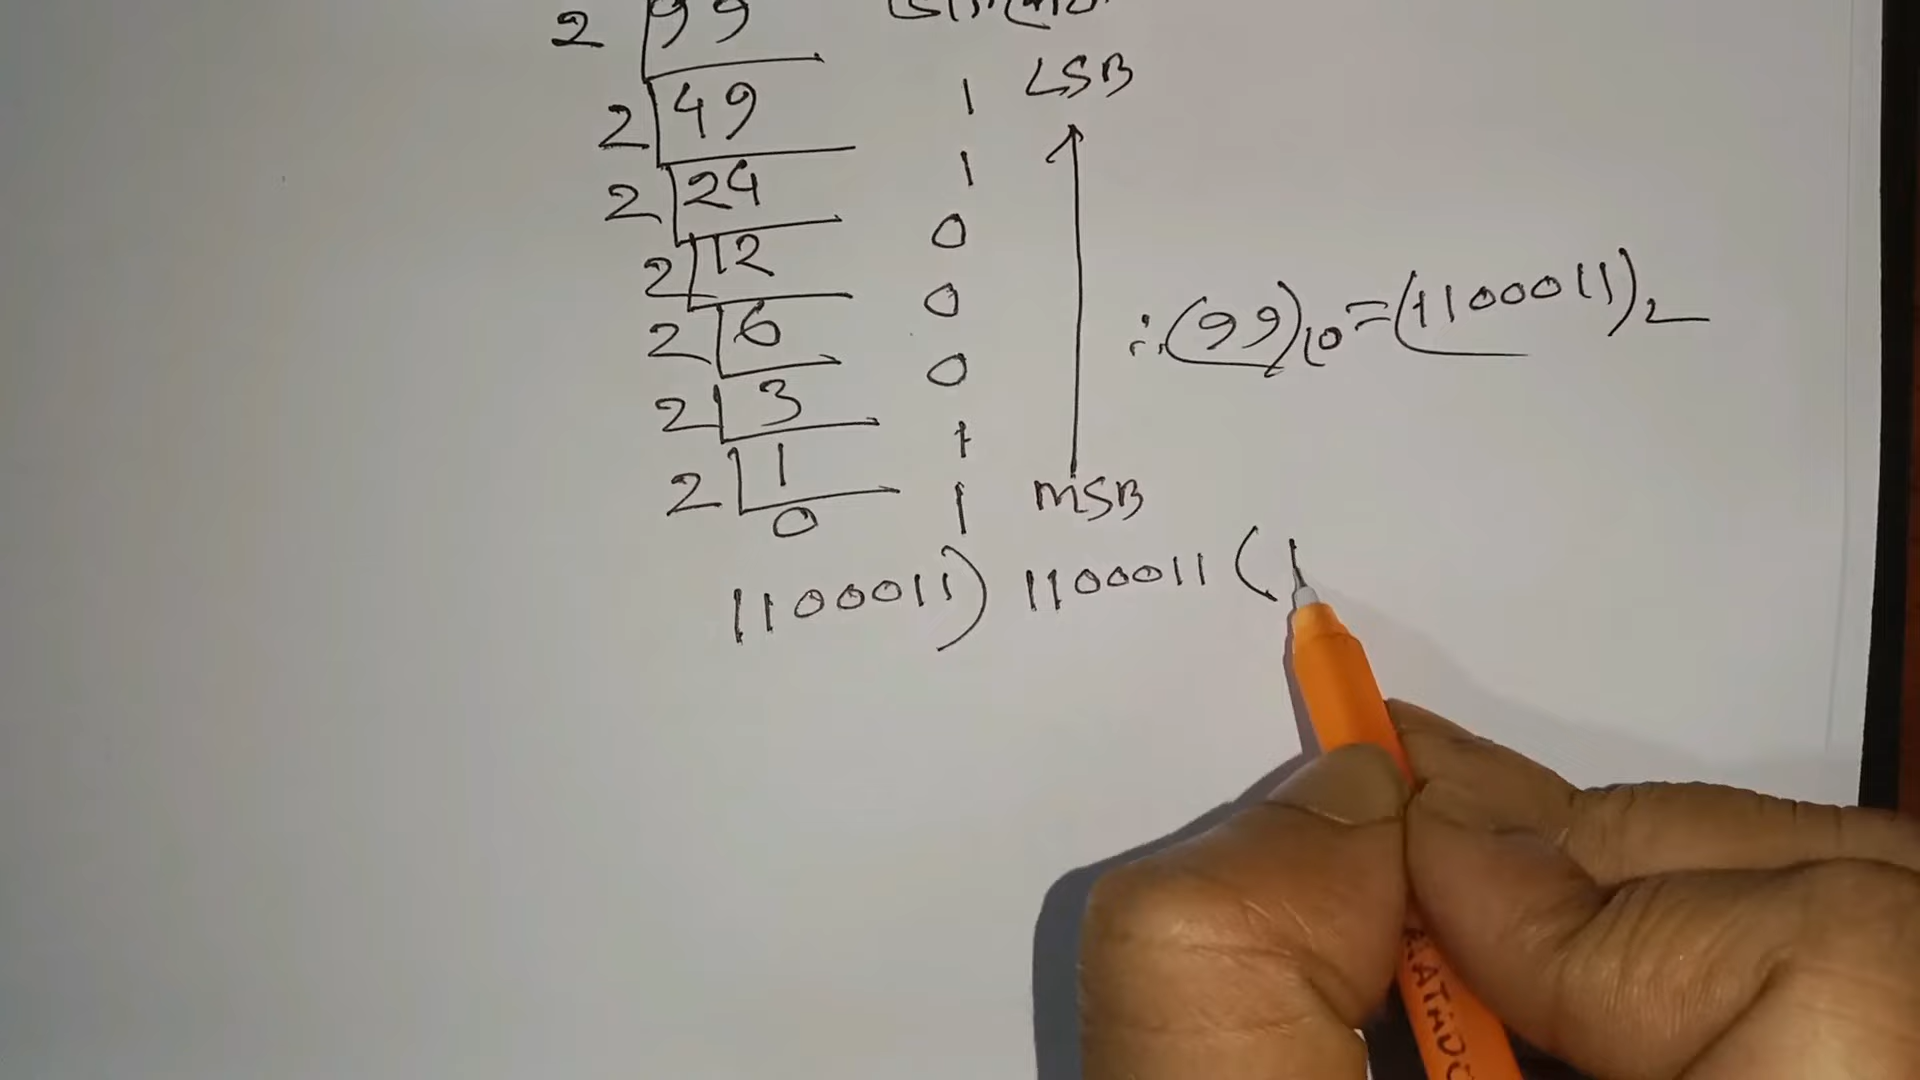 2 99
2 49 1 LSB
2 24 1
2 12 0
2 6 0
2 3 0
2 1 1
0 1 MSB
∴(99)10=(1100011)2
1100011) 1100011 (1